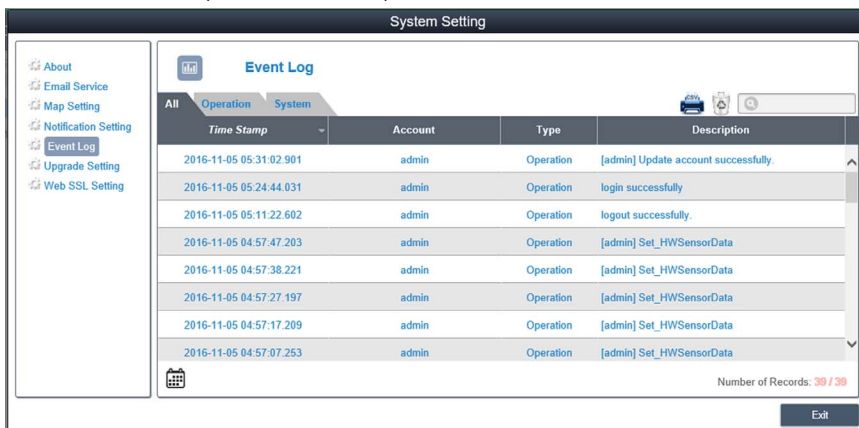 System Setting
About
Email Service
Map Setting
Notification Setting
Event Log
Upgrade Setting
Web SSL Setting
Event Log
All Operation System
CSV
Time Stamp Account Type Description
2016-11-05 05:31:02.901 admin Operation [admin] Update account successfully.
2016-11-05 05:24:44.031 admin Operation login successfully
2016-11-05 05:11:22.602 admin Operation logout successfully.
2016-11-05 04:57:47.203 admin Operation [admin] Set_HWSensorData
2016-11-05 04:57:38.221 admin Operation [admin] Set_HWSensorData
2016-11-05 04:57:27.197 admin Operation [admin] Set_HWSensorData
2016-11-05 04:57:17.209 admin Operation [admin] Set_HWSensorData
2016-11-05 04:57:07.253 admin Operation [admin] Set_HWSensorData
Number of Records: 39 / 39
Exit